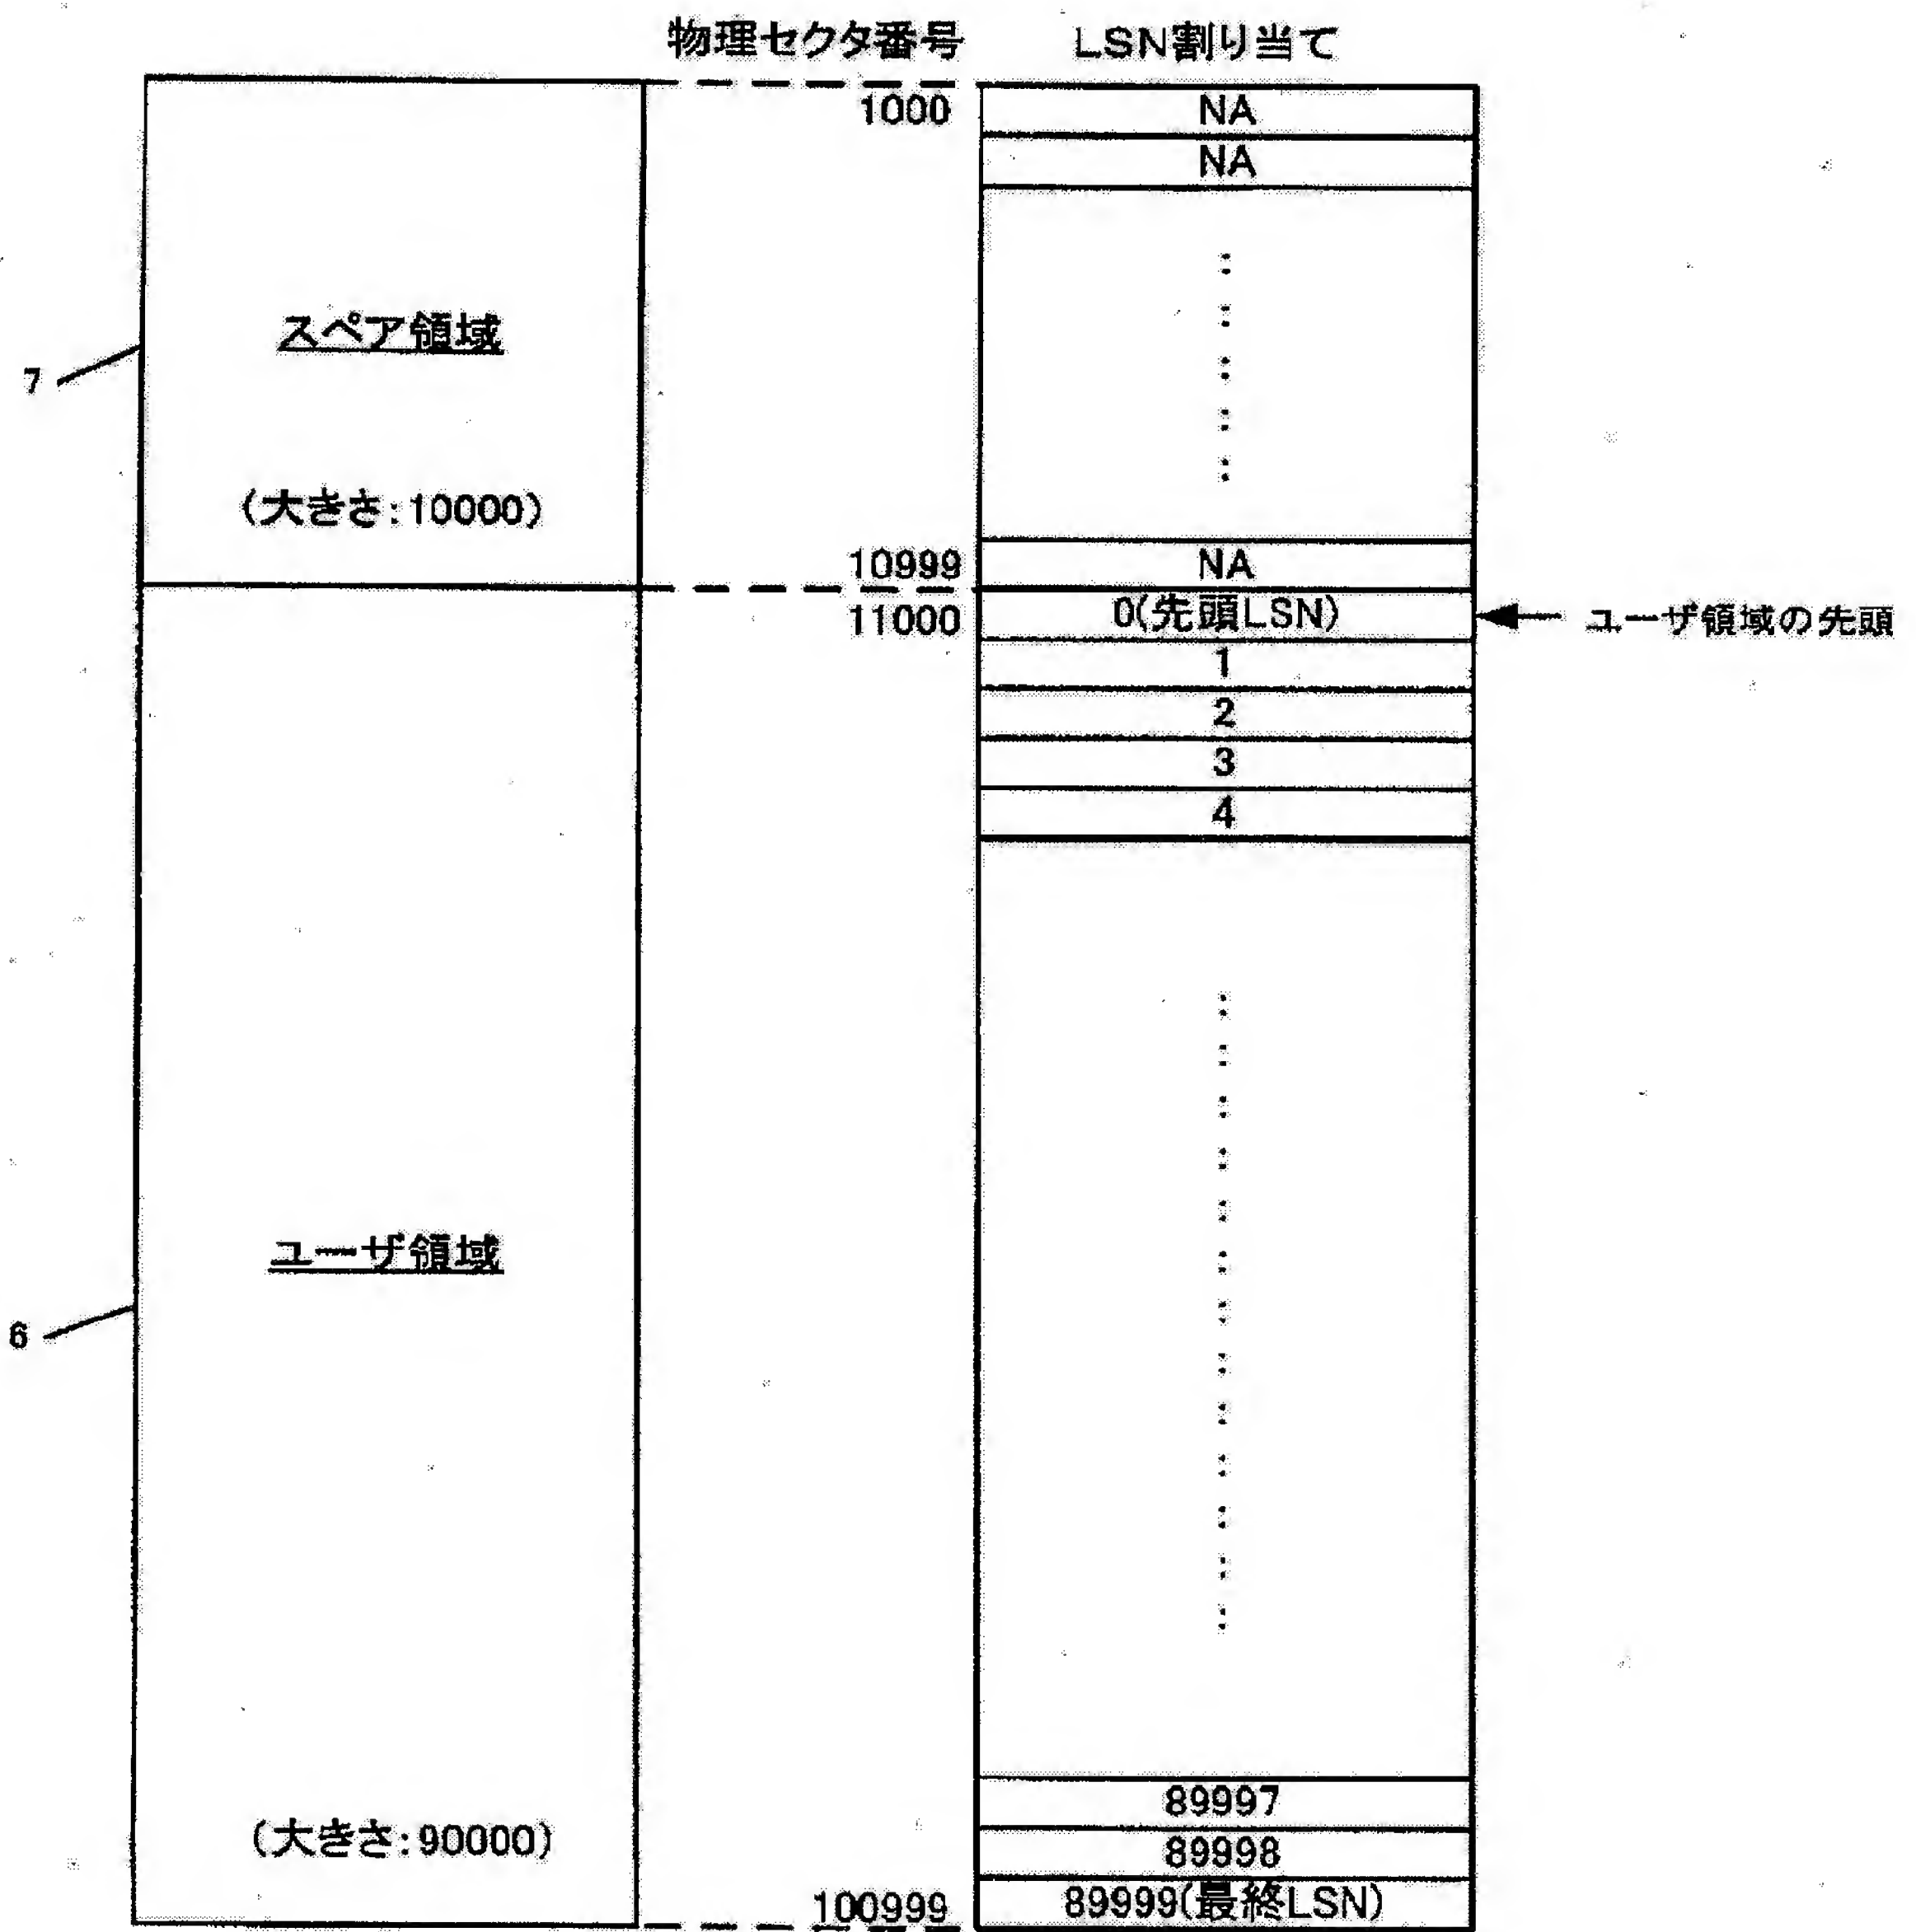 物理セクタ番号 LSN割り当て
1000 NA
NA
スペア領域
7
(大きさ:10000)
10999 NA
11000 0(先頭LSN) ユーザ領域の先頭
1
2
3
4
ユーザ領域
6
89997
(大きさ:90000)
89998
100999 89999(最終LSN)